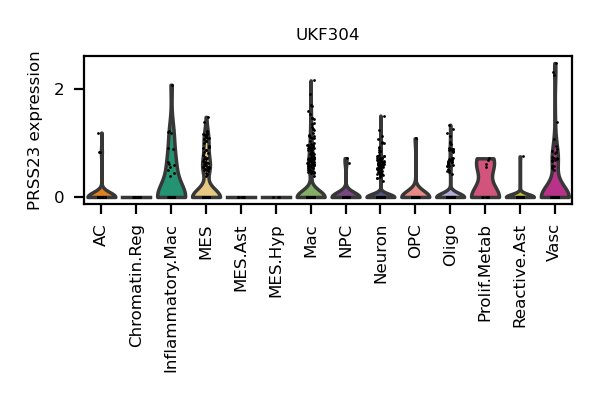 UKF304
PRSS23 expression
2
0
AC
Chromatin.Reg
Inflammatory.Mac
MES
MES.Ast
MES.Hyp
Mac
NPC
Neuron
OPC
Oligo
Prolif.Metab
Reactive.Ast
Vasc